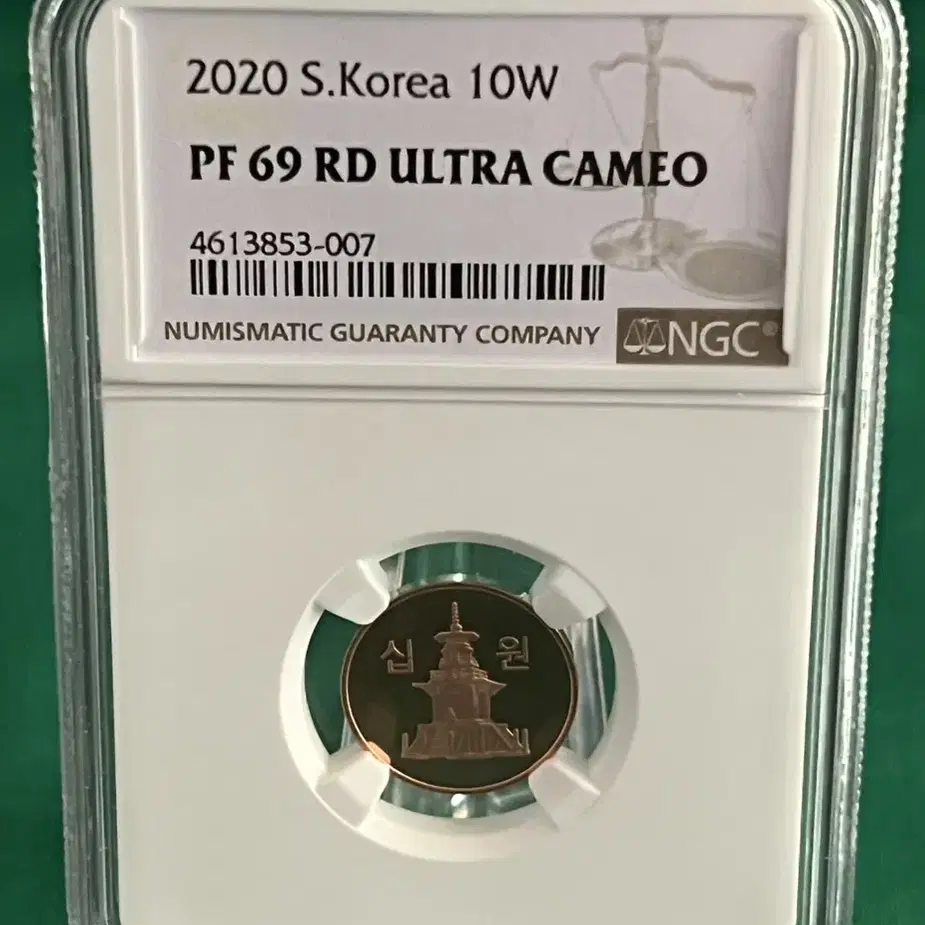 2020 S.Korea 10W
PF 69 RD ULTRA CAMEO
4613853-007
NUMISMATIC GUARANTY COMPANY NGC®
십 원